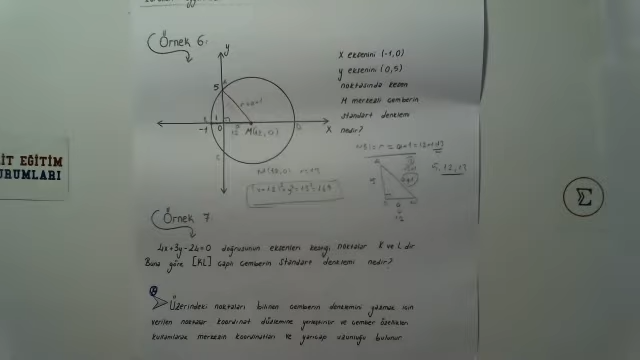 Örnek 6:
X eksenini (-1,0)
y eksenini (0,5)
noktasında kesen
M merkezli çemberin
standart denklemi
nedir?
y
5
-1
0
12
M(12,0)
X
5, 12, 13
Örnek 7
4x+3y-24=0 doğrusunun eksenleri kestiği noktalar K ve L dir.
Buna göre [KL] çaplı çemberin standart denklemi nedir?
Üzerindeki noktaları bilinen çemberin denklemini yazmak için
verilen noktalar koordinat düzlemine yerleştirilir ve çember özellikleri
kullanılarak merkezin koordinatları ve yarıçap uzunluğu bulunur.
İT EĞİTİM
URUMLARI
Σ